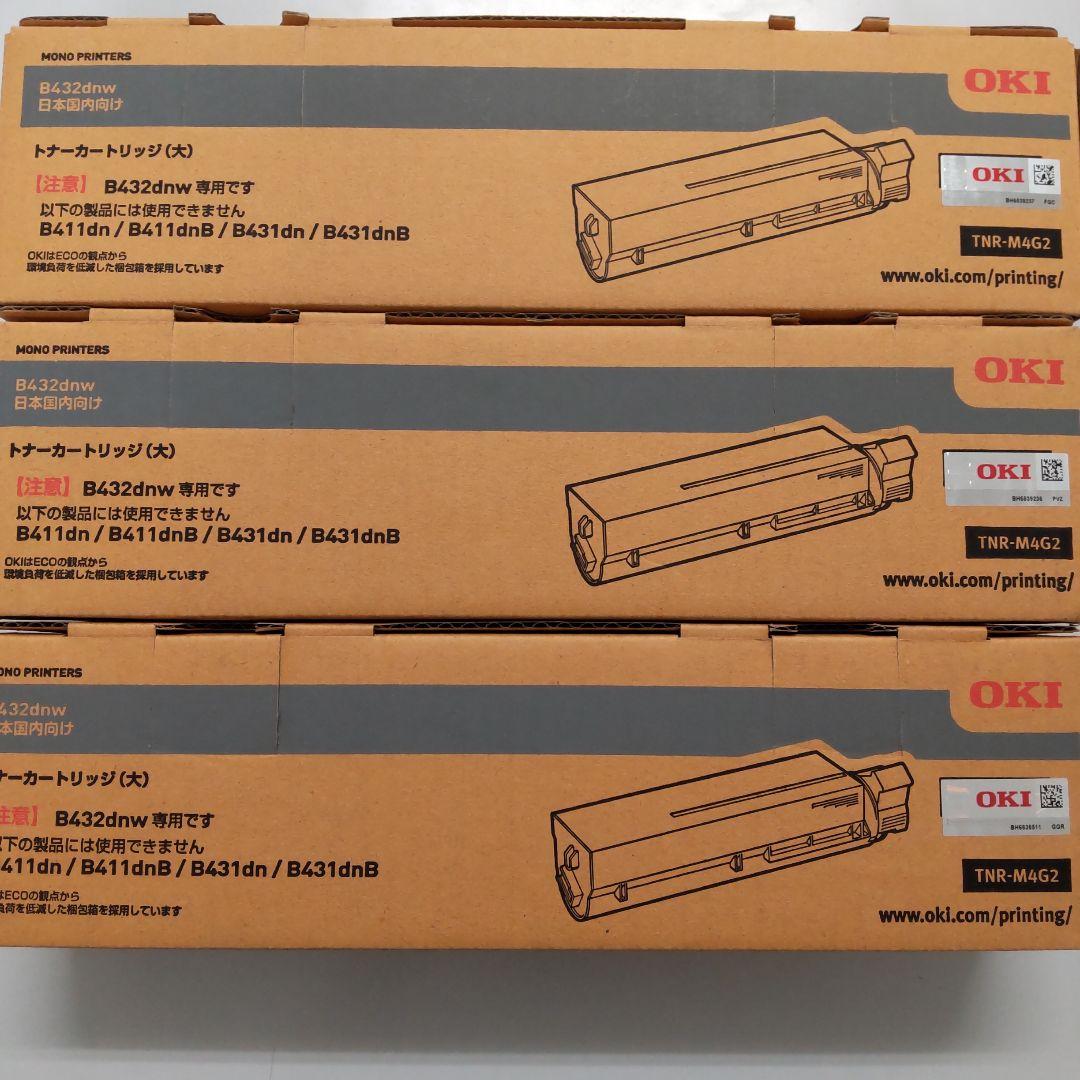 MONO PRINTERS
B432dnw
日本国内向け
OKI
トナーカートリッジ(大)
【注意】 B432dnw 専用です
以下の製品には使用できません
B411dn / B411dnB / B431dn / B431dnB
OKIはECOの観点から
環境負荷を低減した梱包箱を採用しています
OKI
BH6839237 FGC
TNR-M4G2
www.oki.com/printing/
MONO PRINTERS
B432dnw
日本国内向け
OKI
トナーカートリッジ(大)
【注意】 B432dnw 専用です
以下の製品には使用できません
B411dn / B411dnB / B431dn / B431dnB
OKIはECOの観点から
環境負荷を低減した梱包箱を採用しています
OKI
BH6839236 PVZ
TNR-M4G2
www.oki.com/printing/
ONO PRINTERS
432dnw
本国内向け
OKI
ナーカートリッジ(大)
注意】 B432dnw 専用です
以下の製品には使用できません
B411dn / B411dnB / B431dn / B431dnB
はECOの観点から
負荷を低減した梱包箱を採用しています
OKI
GGR
TNR-M4G2
www.oki.com/printing/